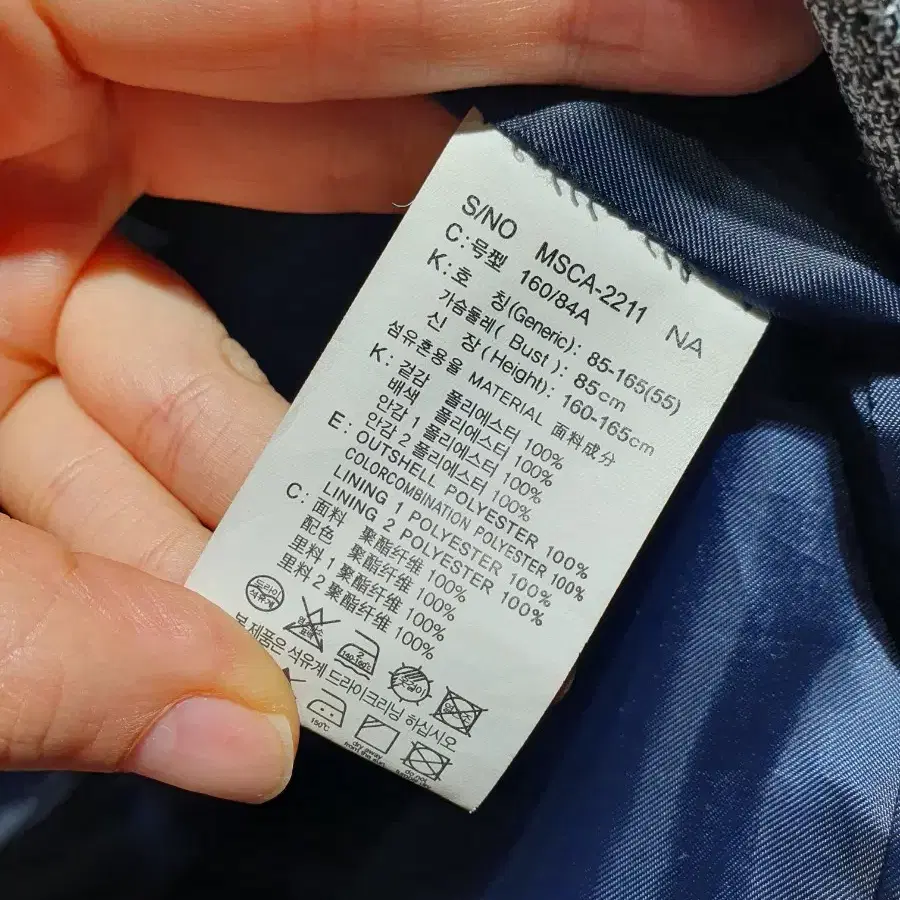 S/NO MSCA-2211 NA
C:号型 160/84A
K:호 칭(Generic): 85-165(55)
가슴둘레( Bust ): 85cm
신 장(Height): 160-165cm
섬유혼용율 MATERIAL 面料成分
K: 겉감 폴리에스터 100%
배색 폴리에스터 100%
안감 1 폴리에스터 100%
안감 2 폴리에스터 100%
E: OUTSHELL POLYESTER 100%
COLORCOMBINATION POLYESTER 100%
LINING 1 POLYESTER 100%
LINING 2 POLYESTER 100%
C: 面料 聚酯纤维 100%
配色 聚酯纤维 100%
里料 1 聚酯纤维 100%
里料 2 聚酯纤维 100%
드라이
석유계
본 제품은 석유계 드라이크리닝 하십시오
150℃